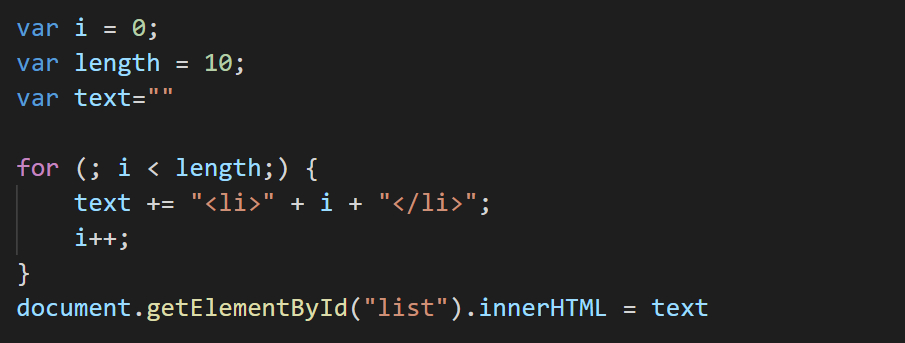 var i = 0;
var length = 10;
var text=""
for (; i < length;) {
    text += "<li>" + i + "</li>";
    i++;
}
document.getElementById("list").innerHTML = text